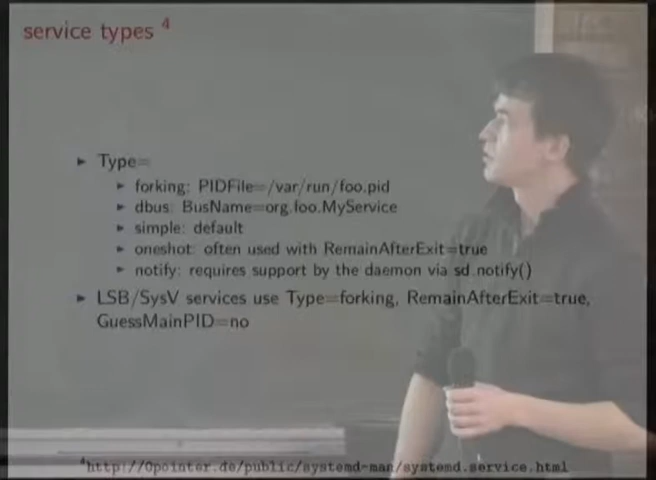 service types 4
► Type=
► forking: PIDFile=/var/run/foo.pid
► dbus: BusName=org.foo.MyService
► simple: default
► oneshot: often used with RemainAfterExit=true
► notify: requires support by the daemon via sd_notify()
► LSB/SysV services use Type=forking, RemainAfterExit=true,
GuessMainPID=no
4http://0pointer.de/public/systemd-man/systemd.service.html